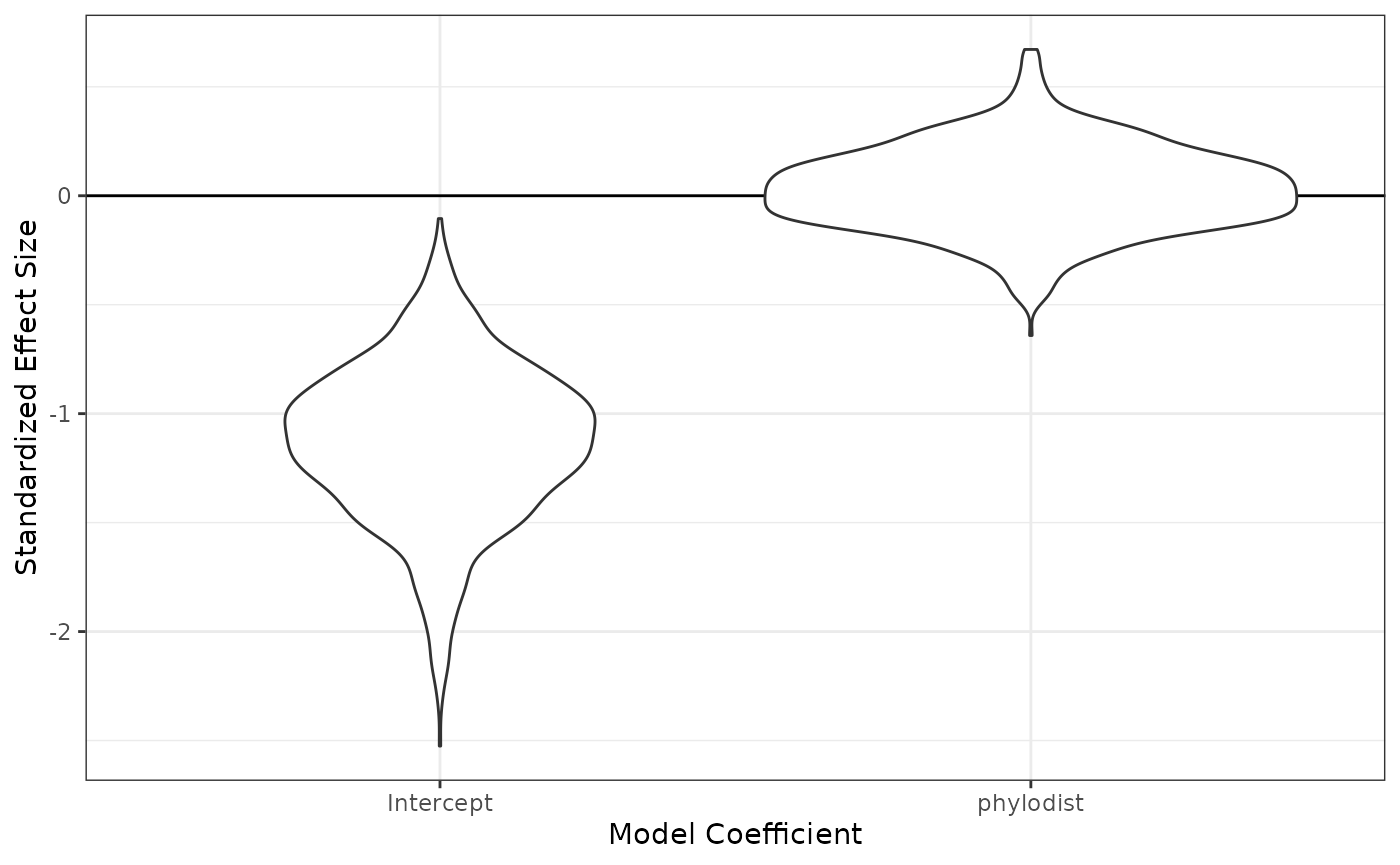 Standardized Effect Size
0
-1
-2
Intercept
phylodist
Model Coefficient